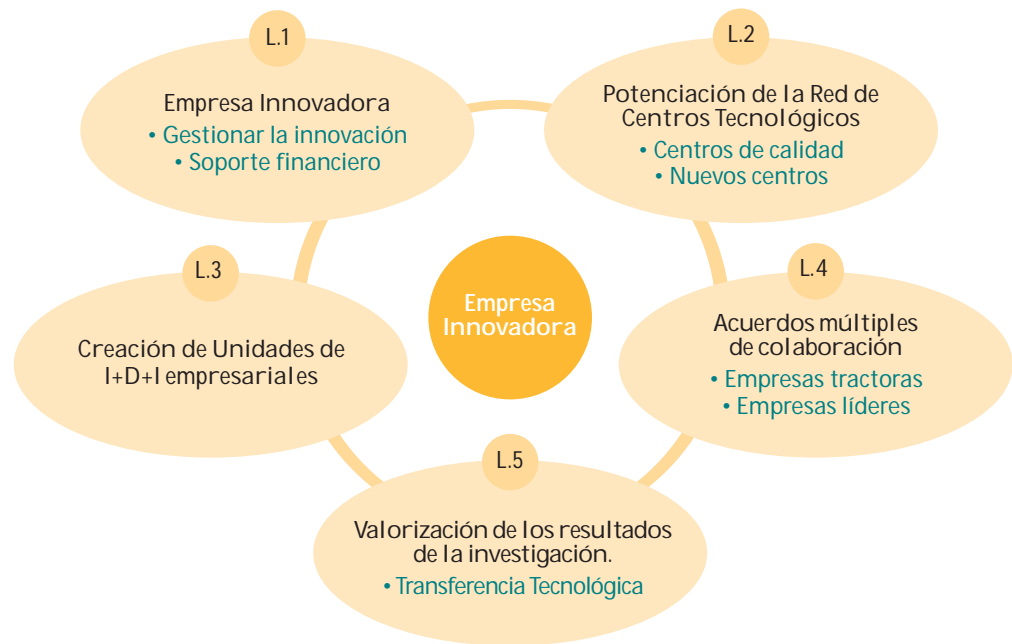 L.1
Empresa Innovadora
• Gestionar la innovación
• Soporte financiero
L.2
Potenciación de la Red de
Centros Tecnológicos
• Centros de calidad
• Nuevos centros
L.3
Creación de Unidades de
I+D+I empresariales
Empresa
Innovadora
L.4
Acuerdos múltiples
de colaboración
• Empresas tractoras
• Empresas líderes
L.5
Valorización de los resultados
de la investigación.
• Transferencia Tecnológica